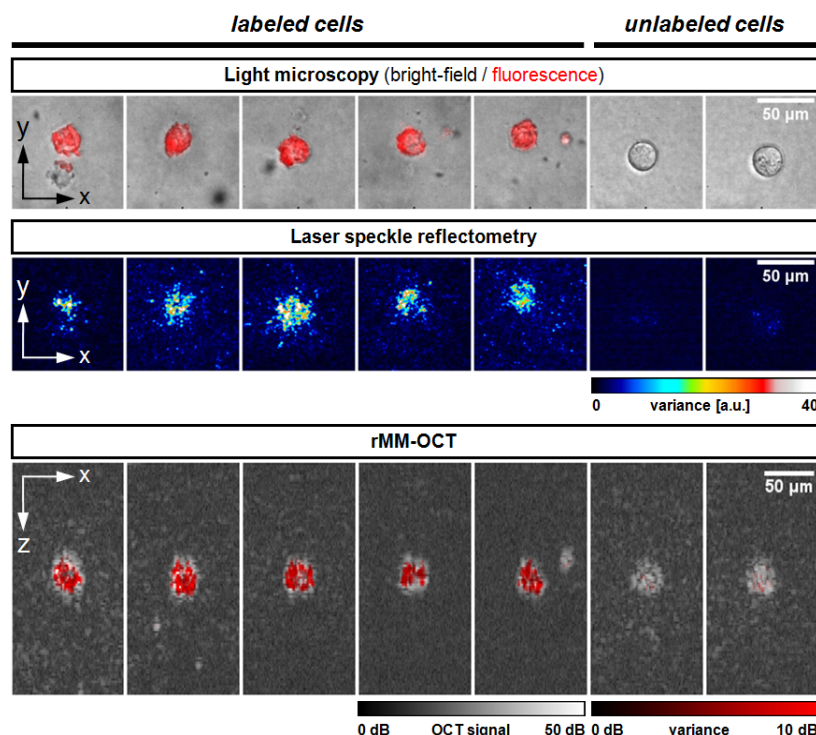 labeled cells
unlabeled cells
Light microscopy (bright-field / fluorescence)
y
x
50 µm
Laser speckle reflectometry
y
x
50 µm
0 variance [a.u.] 40
rMM-OCT
x
z
50 µm
0 dB OCT signal 50 dB
0 dB variance 10 dB